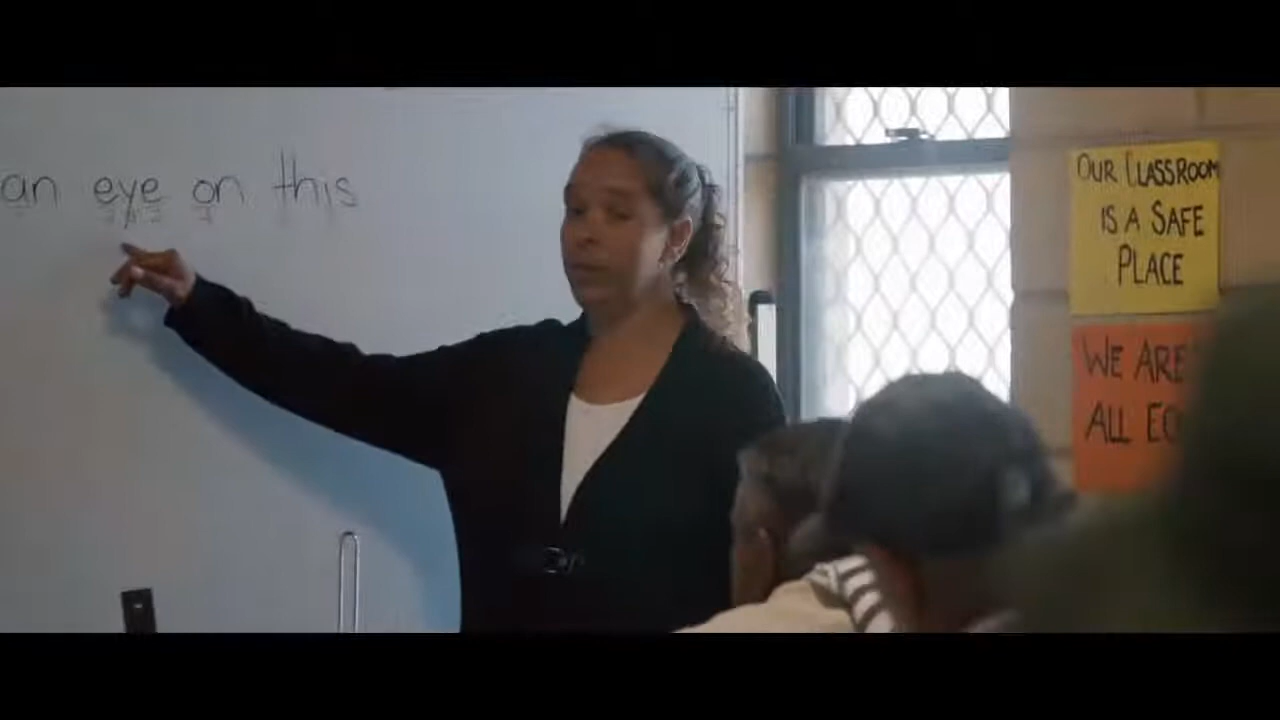 an eye on this
OUR CLASSROOM
IS A SAFE
PLACE
WE ARE
ALL